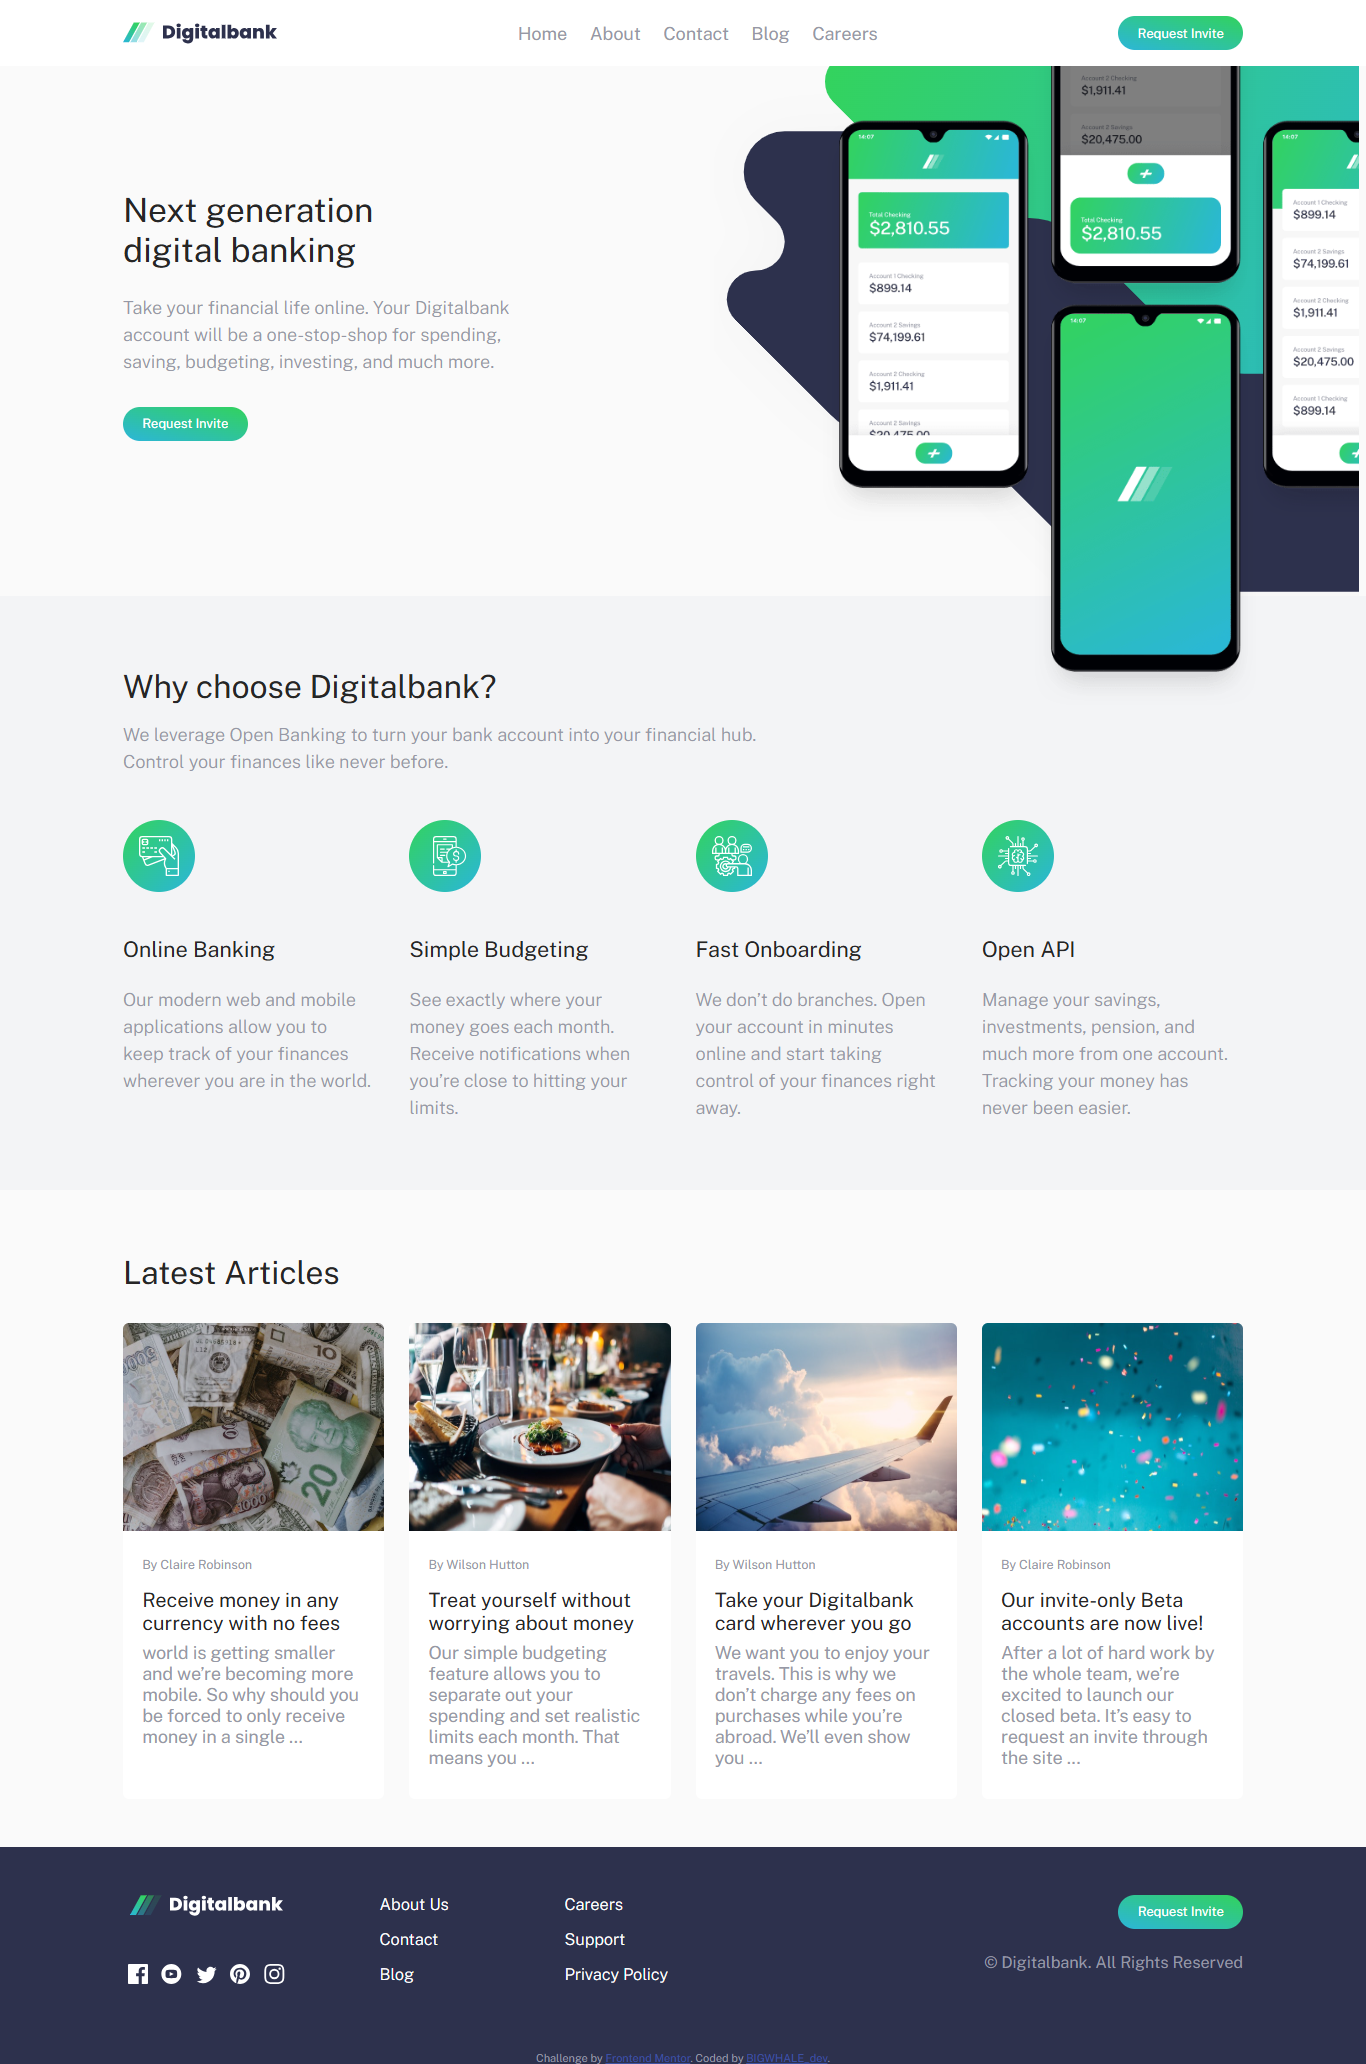 Digitalbank
Home About Contact Blog Careers
Request Invite
Next generation
digital banking
Take your financial life online. Your Digitalbank
account will be a one-stop-shop for spending,
saving, budgeting, investing, and much more.
Request Invite
14:07
Total Checking
$2,810.55
Account 1 Checking
$899.14
Account 2 Savings
$74,199.61
Account 2 Checking
$1,911.41
Account 2 Savings
$20,475.00
Account 2 Checking
$1,911.41
Account 2 Savings
$20,475.00
Total Checking
$2,810.55
14:07
14:07
Account 1 Checking
$899.14
Account 2 Savings
$74,199.61
Account 2 Checking
$1,911.41
Account 2 Savings
$20,475.00
Account 1 Checking
$899.14
Why choose Digitalbank?
We leverage Open Banking to turn your bank account into your financial hub.
Control your finances like never before.
Online Banking
Our modern web and mobile
applications allow you to
keep track of your finances
wherever you are in the world.
Simple Budgeting
See exactly where your
money goes each month.
Receive notifications when
you’re close to hitting your
limits.
Fast Onboarding
We don’t do branches. Open
your account in minutes
online and start taking
control of your finances right
away.
Open API
Manage your savings,
investments, pension, and
much more from one account.
Tracking your money has
never been easier.
Latest Articles
10
20
1000
By Claire Robinson
Receive money in any
currency with no fees
world is getting smaller
and we’re becoming more
mobile. So why should you
be forced to only receive
money in a single …
By Wilson Hutton
Treat yourself without
worrying about money
Our simple budgeting
feature allows you to
separate out your
spending and set realistic
limits each month. That
means you …
By Wilson Hutton
Take your Digitalbank
card wherever you go
We want you to enjoy your
travels. This is why we
don’t charge any fees on
purchases while you’re
abroad. We’ll even show
you …
By Claire Robinson
Our invite-only Beta
accounts are now live!
After a lot of hard work by
the whole team, we’re
excited to launch our
closed beta. It’s easy to
request an invite through
the site …
Digitalbank
About Us
Contact
Blog
Careers
Support
Privacy Policy
Request Invite
© Digitalbank. All Rights Reserved
Challenge by Frontend Mentor. Coded by BIGWHALE_dev.